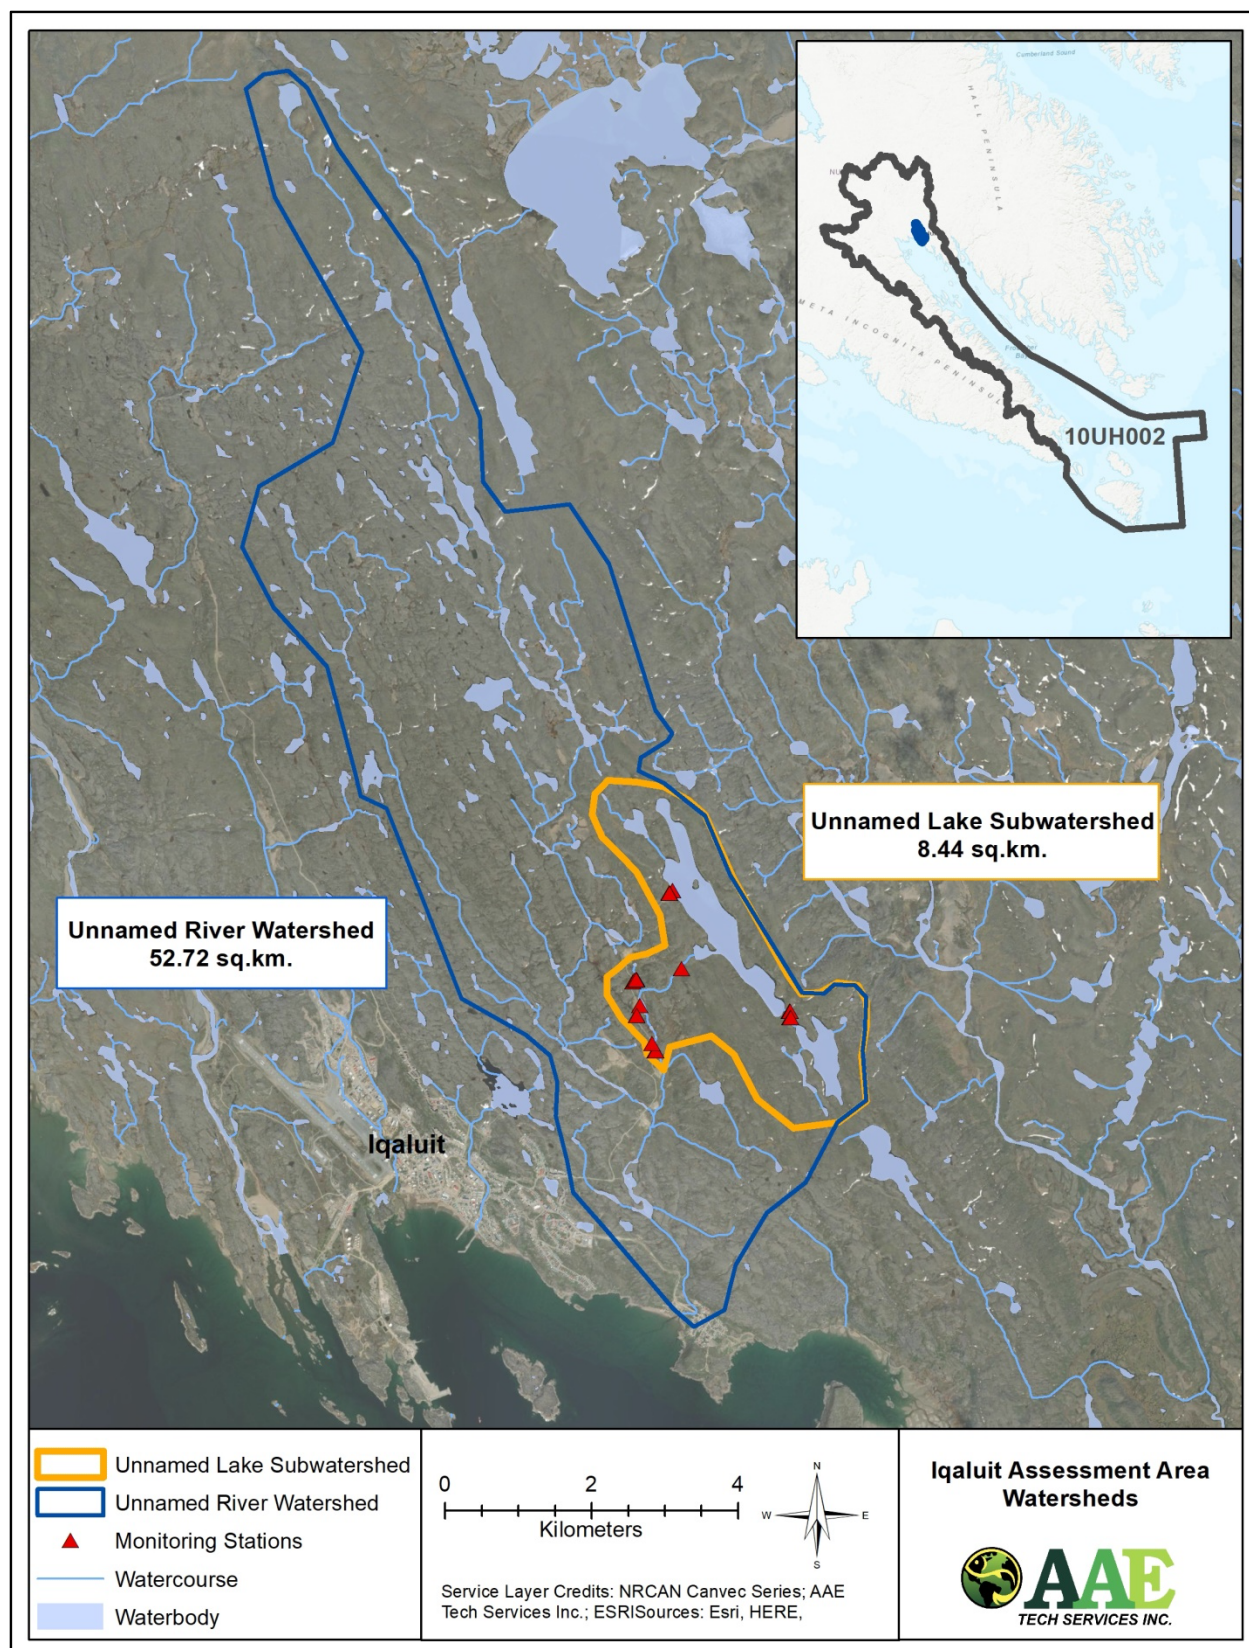 Cumberland Sound
HALL PENINSULA
NU
META INCOGNITA PENINSUL
10UH002
Unnamed Lake Subwatershed
8.44 sq.km.
Unnamed River Watershed
52.72 sq.km.
Iqaluit
Unnamed Lake Subwatershed
Unnamed River Watershed
Monitoring Stations
Watercourse
Waterbody
0 2 4
Kilometers
N
W E
S
Service Layer Credits: NRCAN Canvec Series; AAE
Tech Services Inc.; ESRISources: Esri, HERE,
Iqaluit Assessment Area
Watersheds
AAE
TECH SERVICES INC.